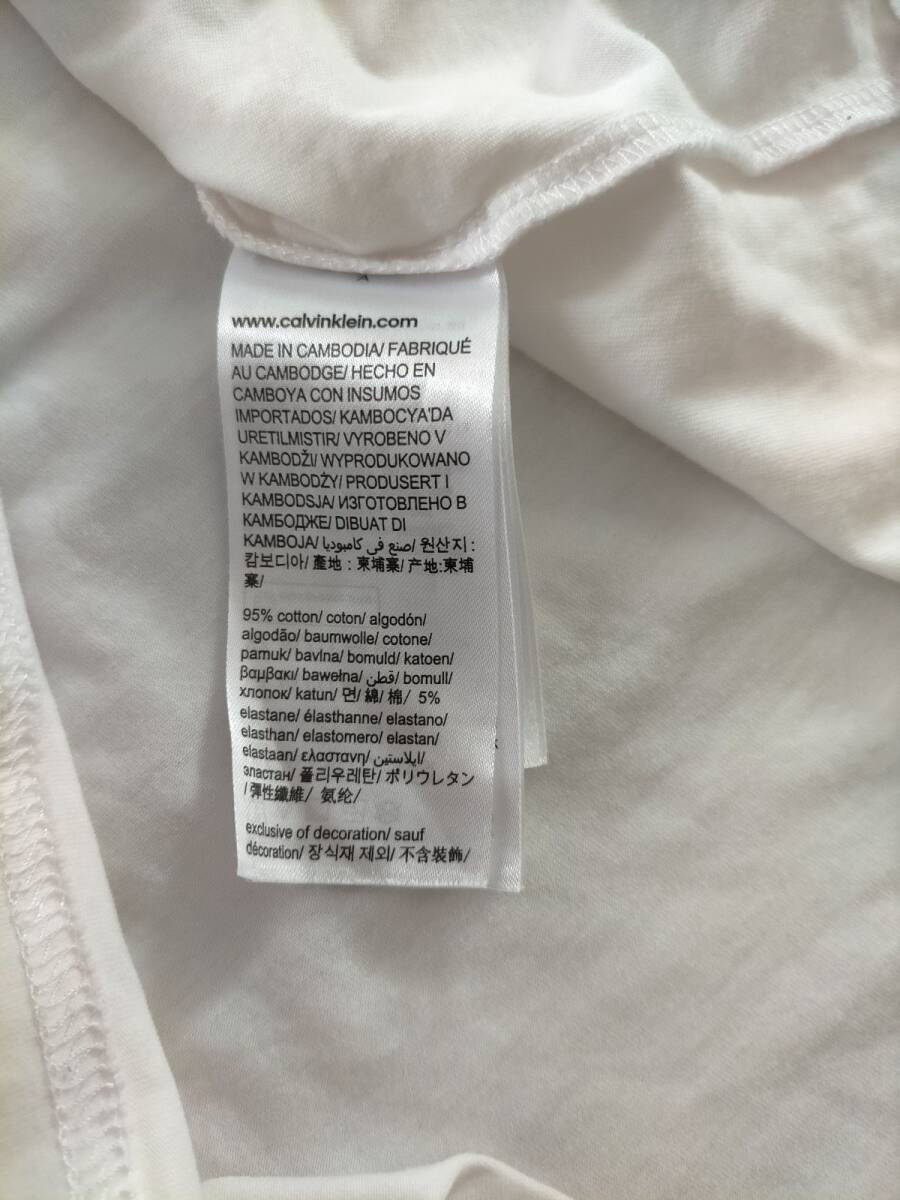 www.calvinklein.com
MADE IN CAMBODIA/ FABRIQUÉ
AU CAMBODGE/ HECHO EN
CAMBOYA CON INSUMOS
IMPORTADOS/ KAMBOCYA'DA
URETILMISTIR/ VYROBENO V
KAMBODŽI/ WYPRODUKOWANO
W KAMBODŻY/ PRODUSERT I
KAMBODSJA/ ИЗГОТОВЛЕНО В
КАМБОДЖЕ/ DIBUAT DI
KAMBOJA/ صنع في كامبوديا/ 원산지 :
캄보디아/ 產地 : 柬埔寨/ 产地:柬埔
寨/
95% cotton/ coton/ algodón/
algodão/ baumwolle/ cotone/
pamuk/ bavlna/ bomuld/ katoen/
βαμβακι/ bawełna/ قطن/ bomull/
хлопок/ katun/ 면/ 綿/ 棉/ 5%
elastane/ élasthanne/ elastano/
elasthan/ elastomero/ elastan/
elastaan/ ελαστανη/ ايلاستين/
эластан/ 폴리우레탄/ ポリウレタン
/ 彈性纖維/ 氨纶/
exclusive of decoration/ sauf
décoration/ 장식재 제외/ 不含裝飾/